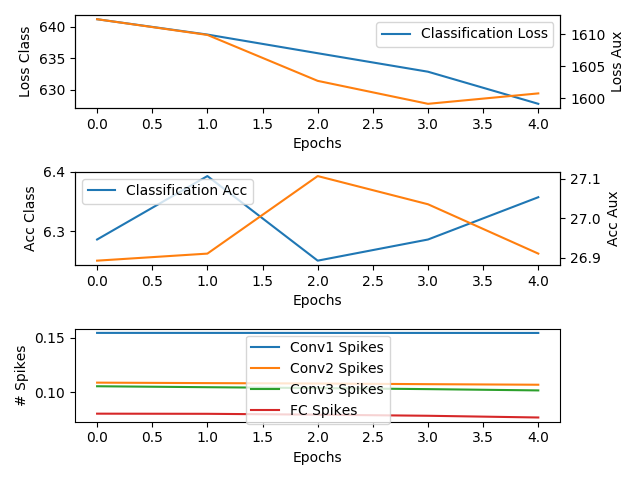 Classification Loss
640
635
630
1610
1605
1600
Loss Class
Loss Aux
0.0 0.5 1.0 1.5 2.0 2.5 3.0 3.5 4.0
Epochs
Classification Acc
6.4
6.3
27.1
27.0
26.9
Acc Class
Acc Aux
0.0 0.5 1.0 1.5 2.0 2.5 3.0 3.5 4.0
Epochs
0.15
0.10
# Spikes
Conv1 Spikes
Conv2 Spikes
Conv3 Spikes
FC Spikes
0.0 0.5 1.0 1.5 2.0 2.5 3.0 3.5 4.0
Epochs